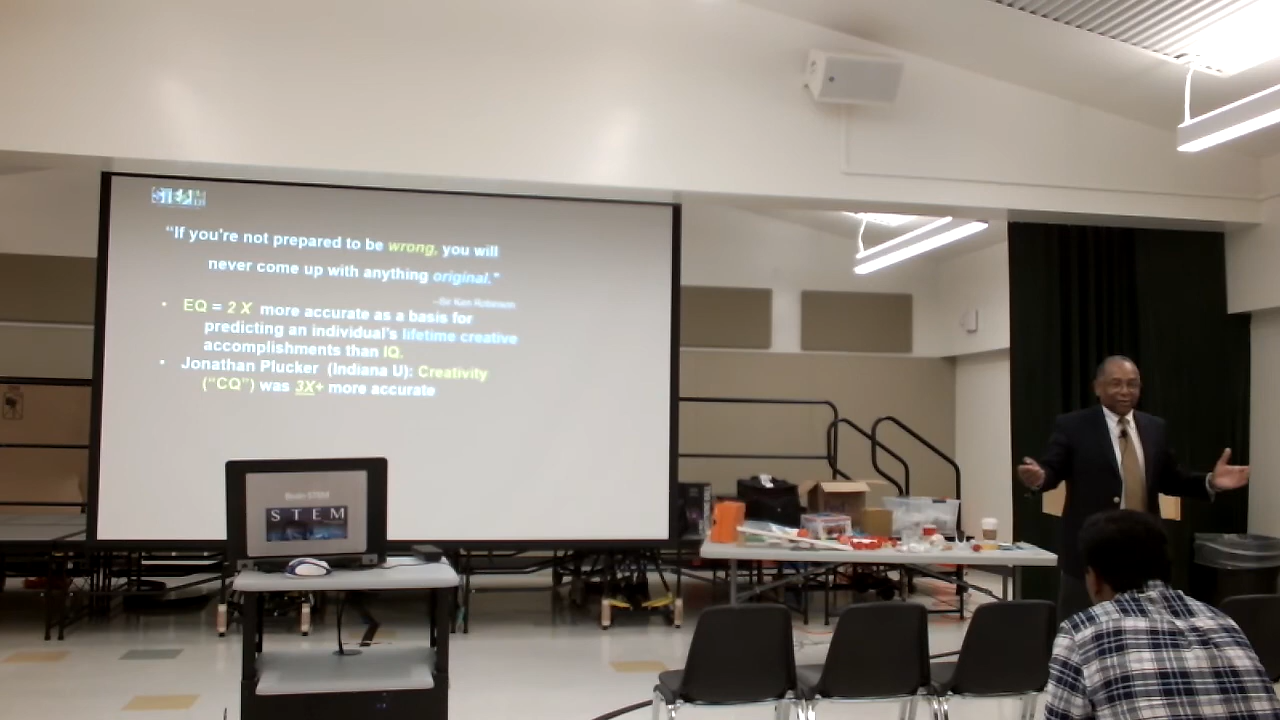 STEM
“If you’re not prepared to be wrong, you will
never come up with anything original.”
--Sir Ken Robinson
• EQ = 2 X more accurate as a basis for
predicting an individual’s lifetime creative
accomplishments than IQ.
• Jonathan Plucker (Indiana U): Creativity
(“CQ”) was 3X+ more accurate
STEM
S T E M